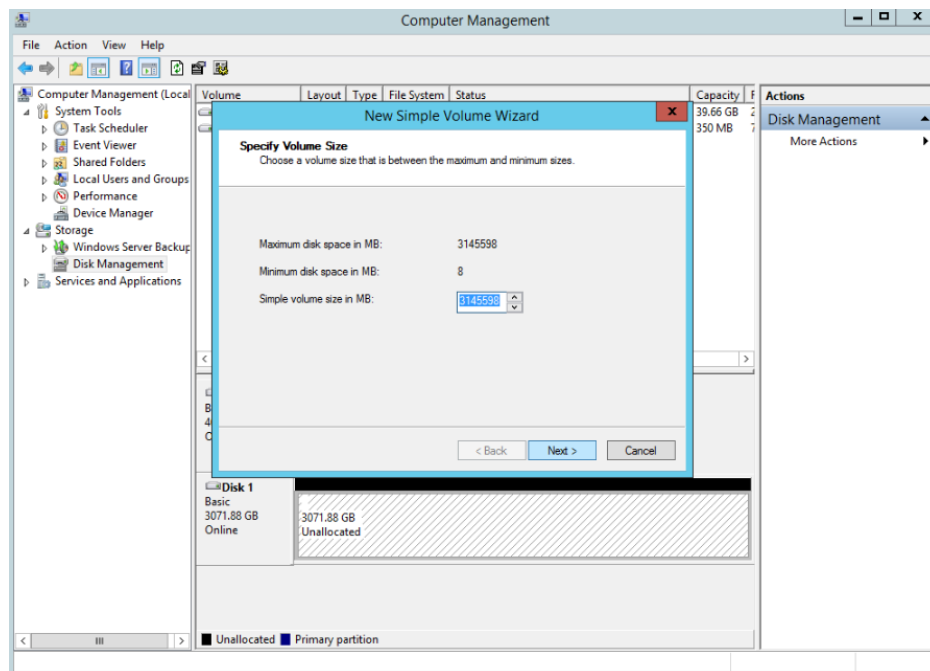 Computer Management
File Action View Help
Computer Management (Local
System Tools
Task Scheduler
Event Viewer
Shared Folders
Local Users and Groups
Performance
Device Manager
Storage
Windows Server Backup
Disk Management
Services and Applications
Volume Layout Type File System Status Capacity F
39.66 GB 2
350 MB 7
New Simple Volume Wizard
Specify Volume Size
Choose a volume size that is between the maximum and minimum sizes.
Maximum disk space in MB: 3145598
Minimum disk space in MB: 8
Simple volume size in MB: 3145598
< Back Next > Cancel
B
4
O
Disk 1
Basic
3071.88 GB
Online
3071.88 GB
Unallocated
Unallocated Primary partition
Actions
Disk Management
More Actions